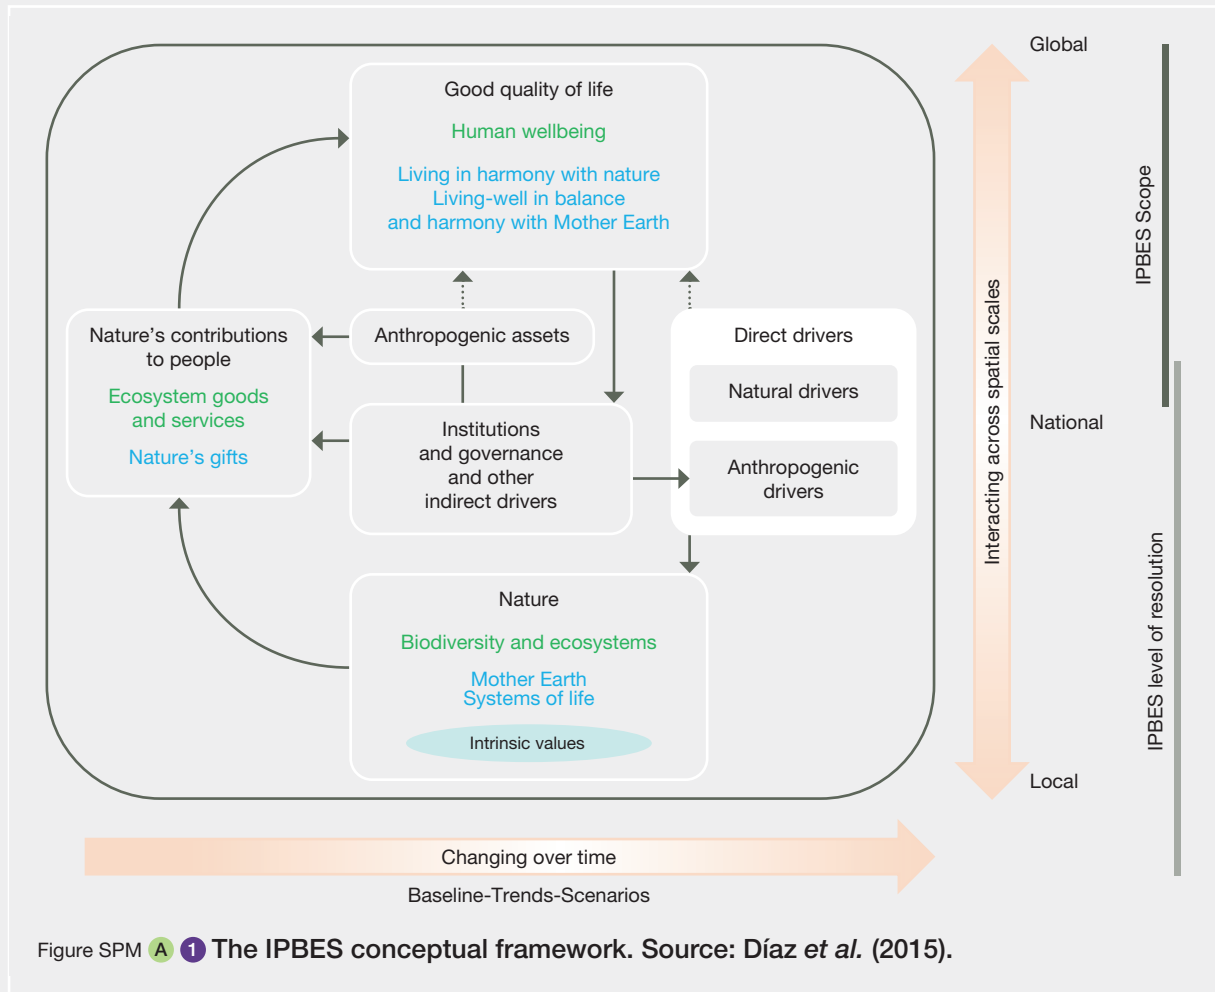 Good quality of life
Human wellbeing
Living in harmony with nature
Living-well in balance
and harmony with Mother Earth
Nature’s contributions
to people
Ecosystem goods
and services
Nature’s gifts
Anthropogenic assets
Institutions
and governance
and other
indirect drivers
Direct drivers
Natural drivers
Anthropogenic
drivers
Nature
Biodiversity and ecosystems
Mother Earth
Systems of life
Intrinsic values
Changing over time
Baseline-Trends-Scenarios
Interacting across spatial scales
Global
National
Local
IPBES Scope
IPBES level of resolution
Figure SPM A 1 The IPBES conceptual framework. Source: Díaz et al. (2015).